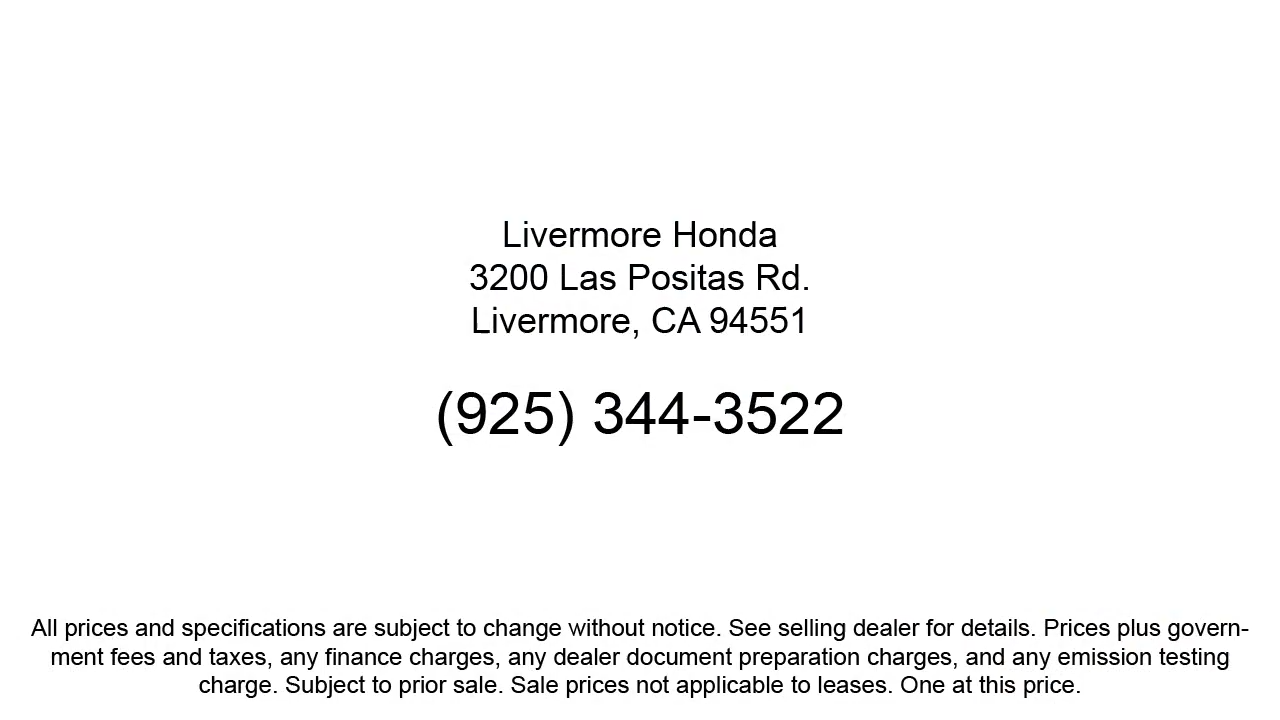 Livermore Honda
3200 Las Positas Rd.
Livermore, CA 94551
(925) 344-3522
All prices and specifications are subject to change without notice. See selling dealer for details. Prices plus govern-
ment fees and taxes, any finance charges, any dealer document preparation charges, and any emission testing
charge. Subject to prior sale. Sale prices not applicable to leases. One at this price.